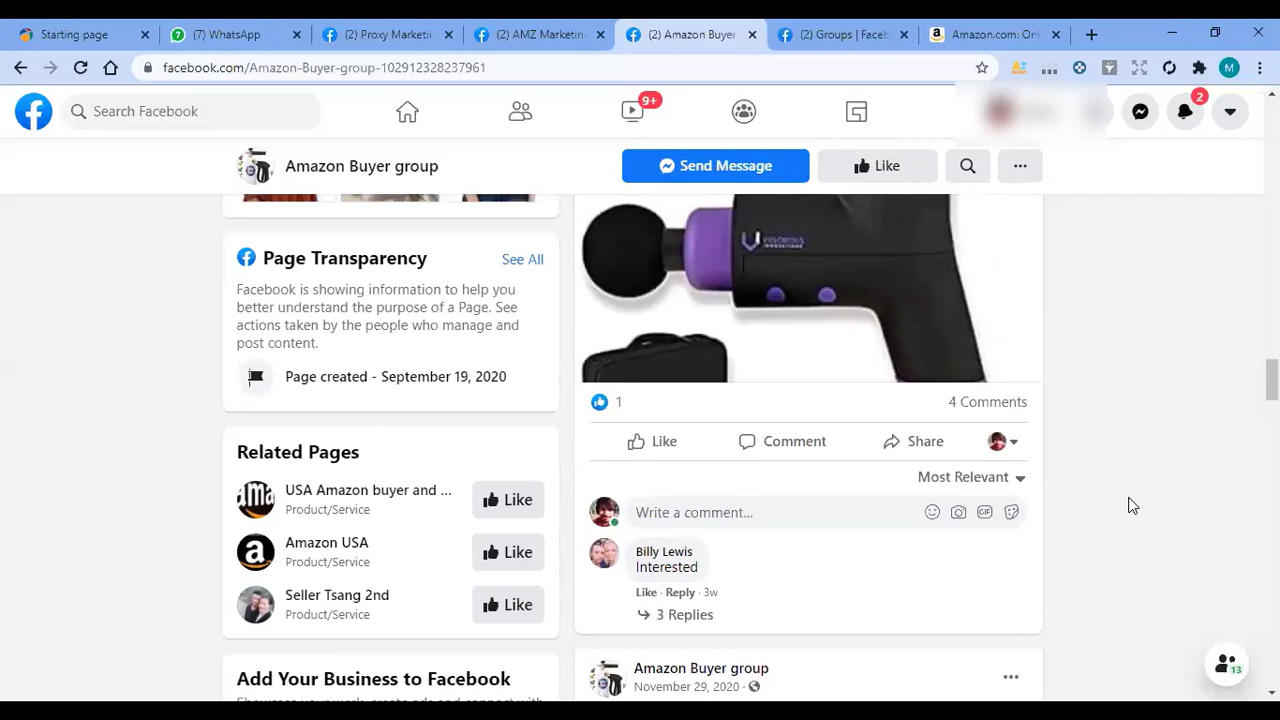 Starting page
(7) WhatsApp
(2) Proxy Marketin
(2) AMZ Marketin
(2) Amazon Buyer
(2) Groups | Faceb
Amazon.com: Onl
facebook.com/Amazon-Buyer-group-102912328237961
M
Search Facebook
9+
2
Amazon Buyer group
Send Message
Like
Page Transparency
See All
Facebook is showing information to help you
better understand the purpose of a Page. See
actions taken by the people who manage and
post content.
Page created - September 19, 2020
Related Pages
USA Amazon buyer and ...
Product/Service
Like
Amazon USA
Product/Service
Like
Seller Tsang 2nd
Product/Service
Like
Add Your Business to Facebook
1
4 Comments
Like
Comment
Share
Most Relevant
Write a comment...
GIF
Billy Lewis
Interested
Like · Reply · 3w
3 Replies
Amazon Buyer group
November 29, 2020
13